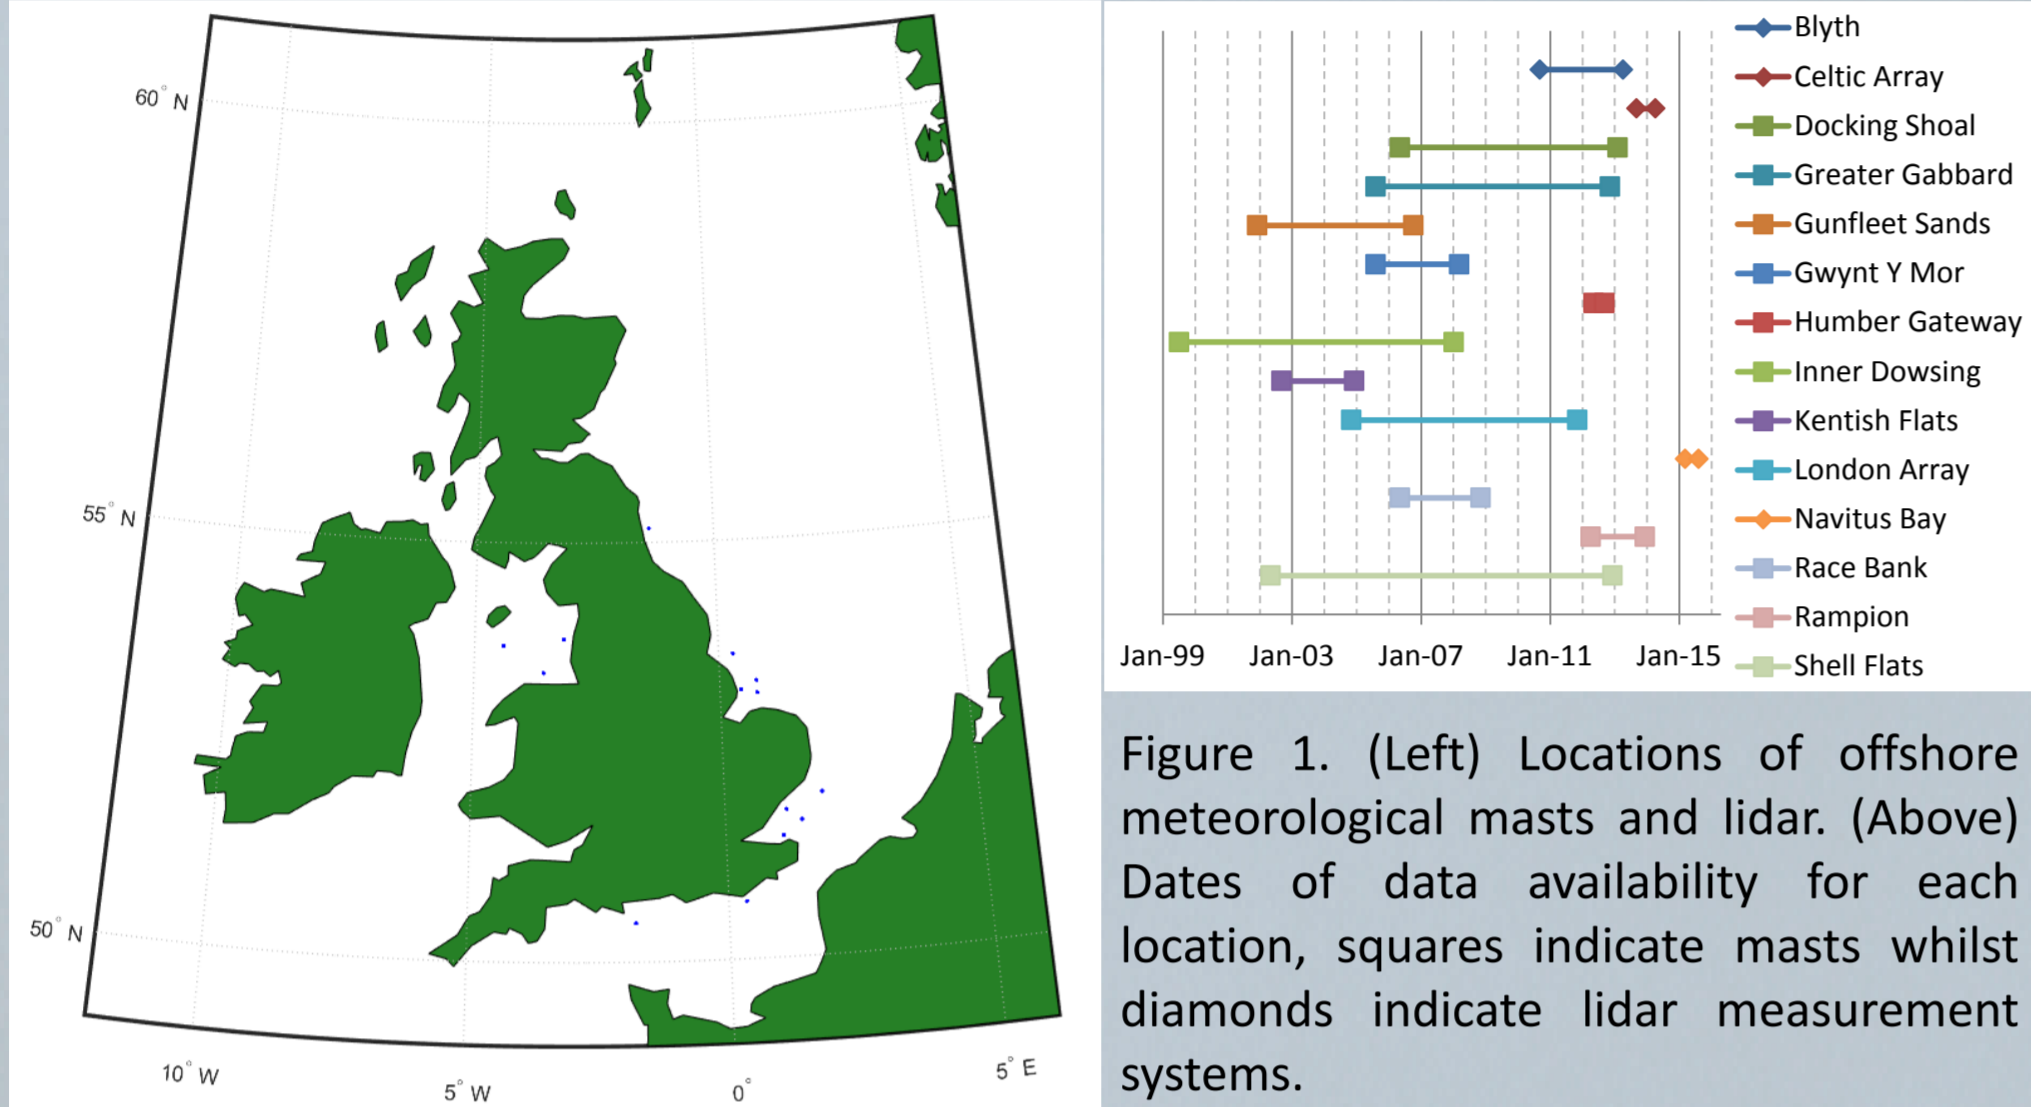 60° N
55° N
50° N
10° W
5° W
0°
5° E
Blyth
Celtic Array
Docking Shoal
Greater Gabbard
Gunfleet Sands
Gwynt Y Mor
Humber Gateway
Inner Dowsing
Kentish Flats
London Array
Navitus Bay
Race Bank
Rampion
Shell Flats
Jan-99 Jan-03 Jan-07 Jan-11 Jan-15
Figure 1. (Left) Locations of offshore
meteorological masts and lidar. (Above)
Dates of data availability for each
location, squares indicate masts whilst
diamonds indicate lidar measurement
systems.